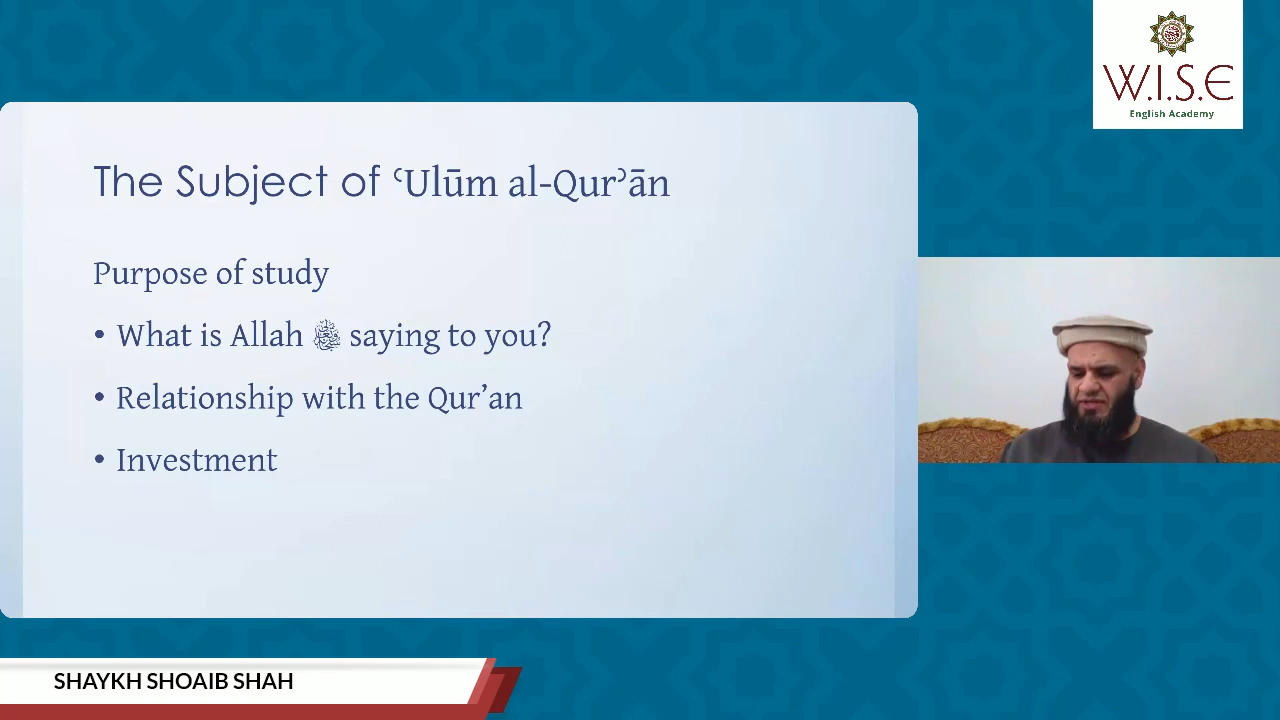 The Subject of ʿUlūm al-Qurʾān
Purpose of study
• What is Allah ﷻ saying to you?
• Relationship with the Qur’an
• Investment
W.I.S.E
English Academy
SHAYKH SHOAIB SHAH